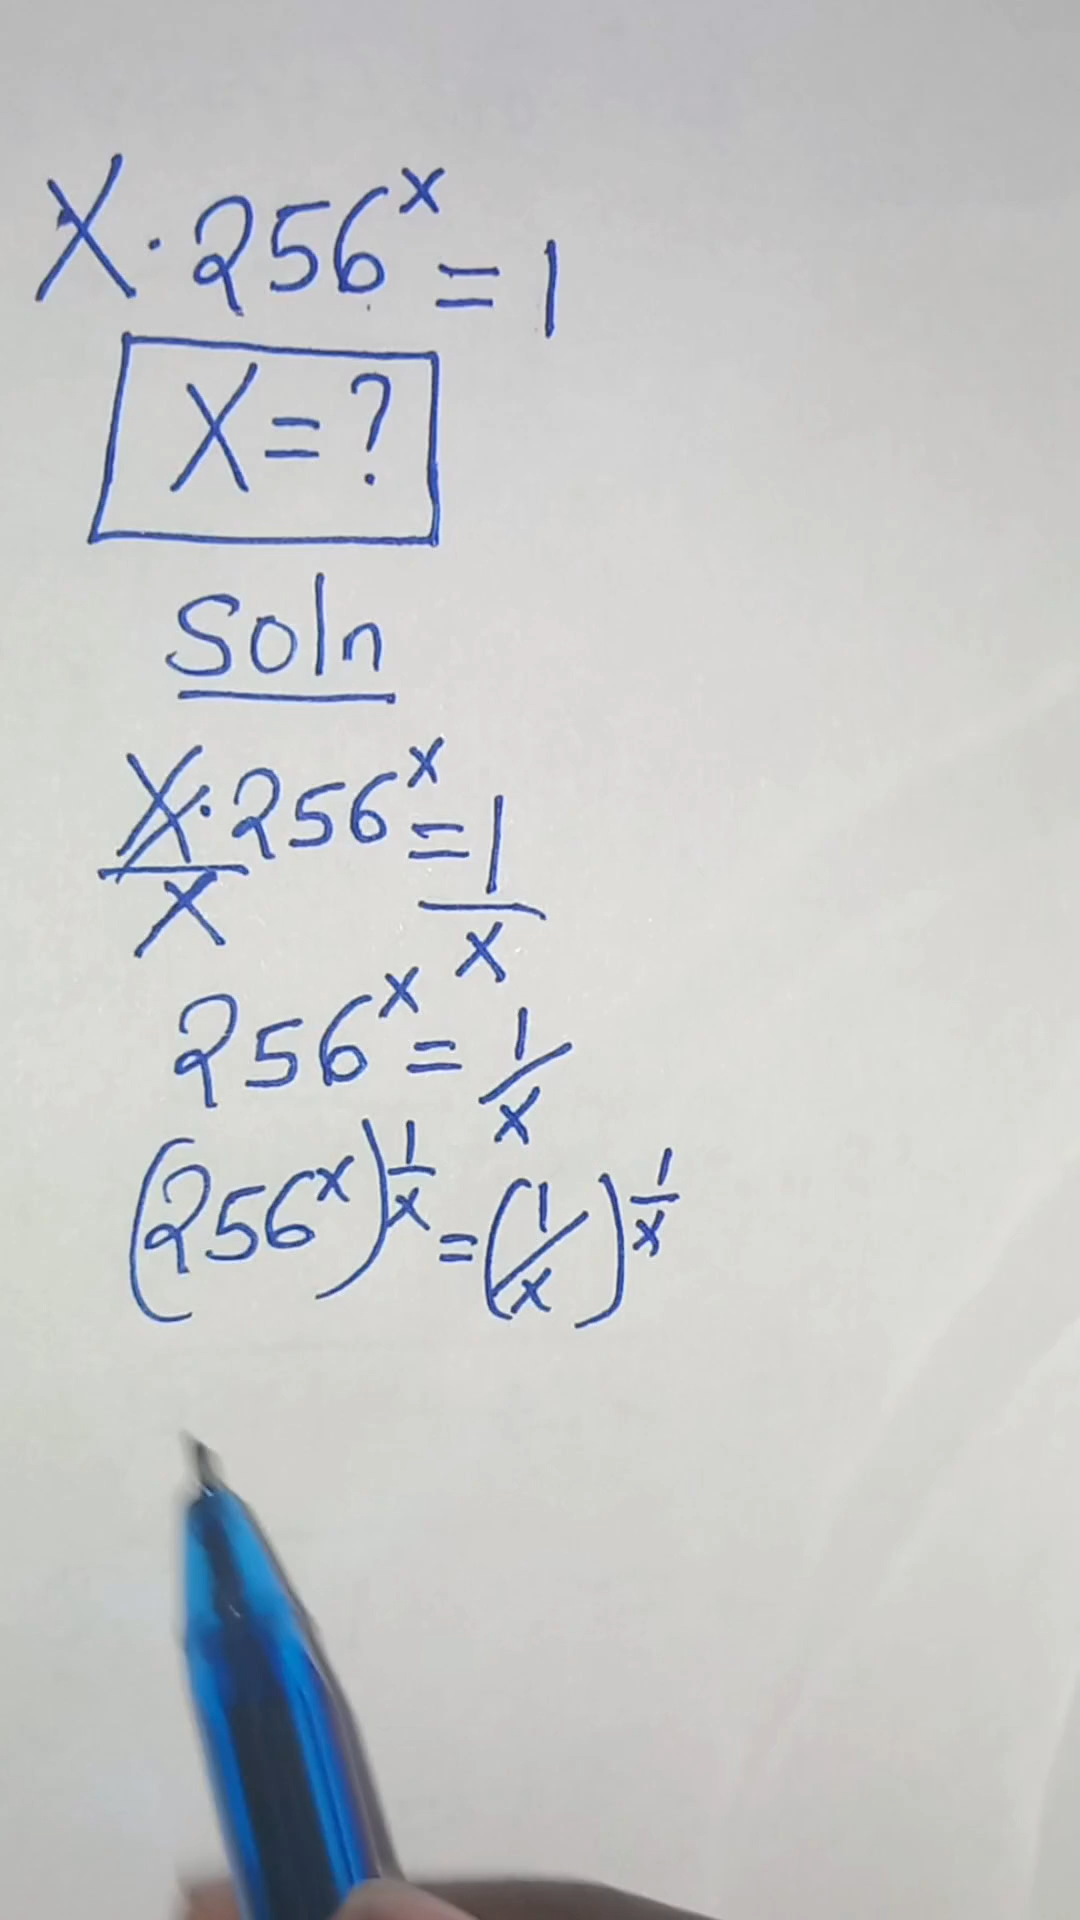 X · 256^x = 1
X = ?
Soln
X · 256^x / X = 1 / X
256^x = 1/x
(256^x)^1/x = (1/x)^1/x